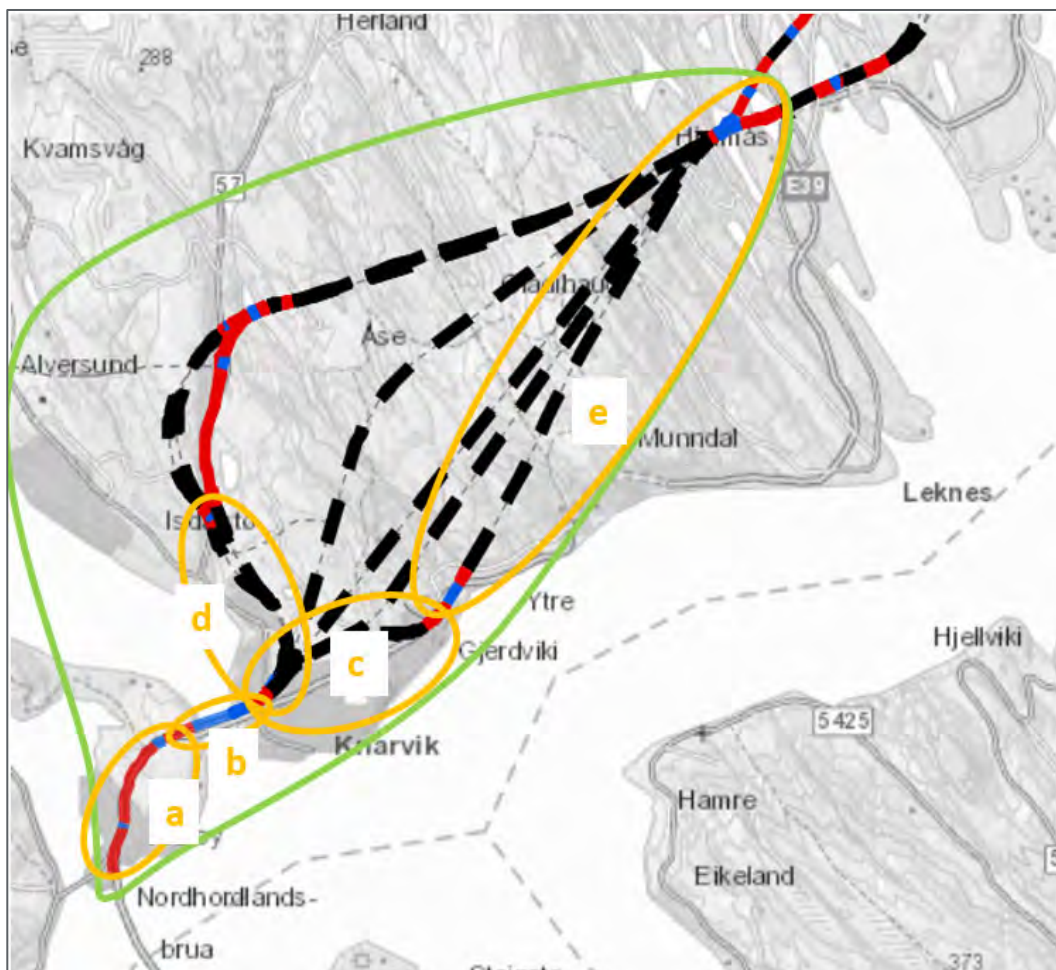 Herland
288
Kvamsvåg
57
E39
Åse
Alversund
e
Munndal
Leknes
d
Ytre
Hjellviki
Gjerdviki
c
5425
Knarvik
b
a
Hamre
Eikeland
Nordhordlands-
brua
373